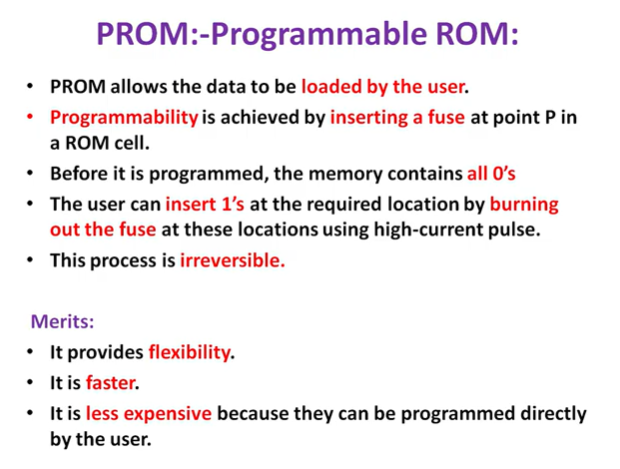 PROM:-Programmable ROM:
• PROM allows the data to be loaded by the user.
• Programmability is achieved by inserting a fuse at point P in
a ROM cell.
• Before it is programmed, the memory contains all 0’s
• The user can insert 1’s at the required location by burning
out the fuse at these locations using high-current pulse.
• This process is irreversible.
Merits:
• It provides flexibility.
• It is faster.
• It is less expensive because they can be programmed directly
by the user.